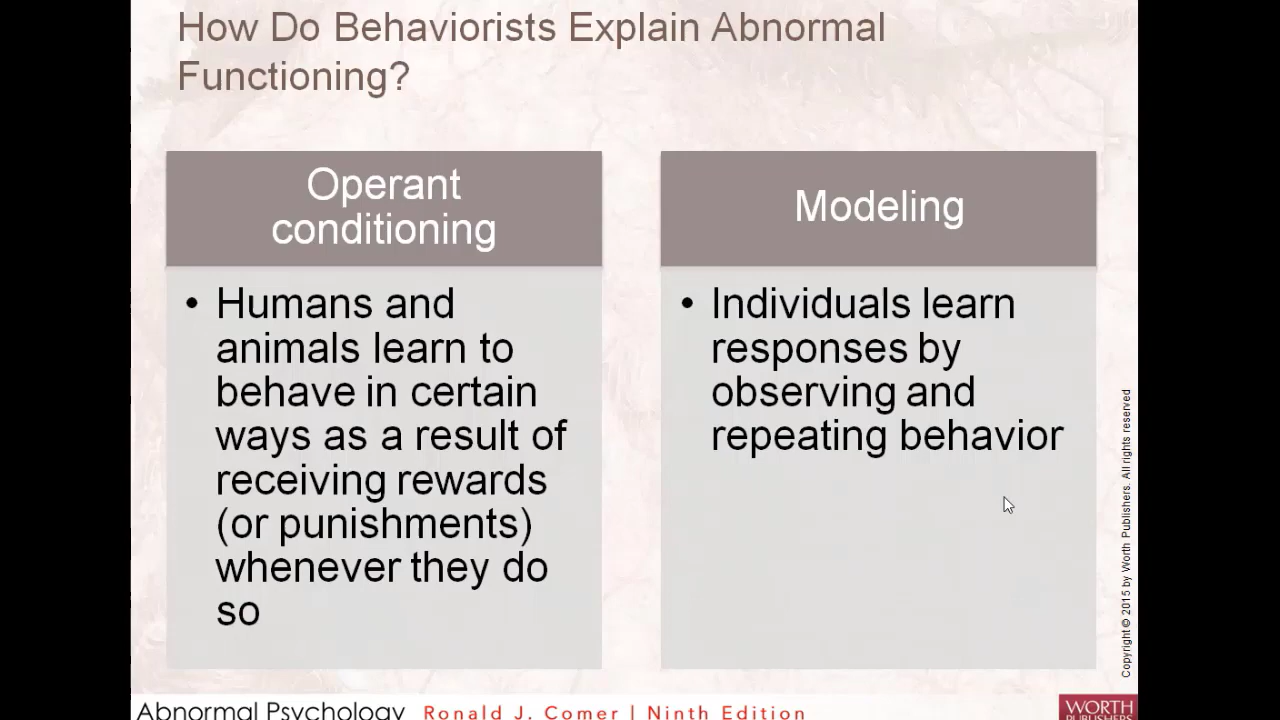 How Do Behaviorists Explain Abnormal
Functioning?
Operant
conditioning
• Humans and
animals learn to
behave in certain
ways as a result of
receiving rewards
(or punishments)
whenever they do
so
Modeling
• Individuals learn
responses by
observing and
repeating behavior
Copyright © 2015 by Worth Publishers. All rights reserved
Abnormal Psychology Ronald J. Comer | Ninth Edition
WORTH
PUBLISHERS